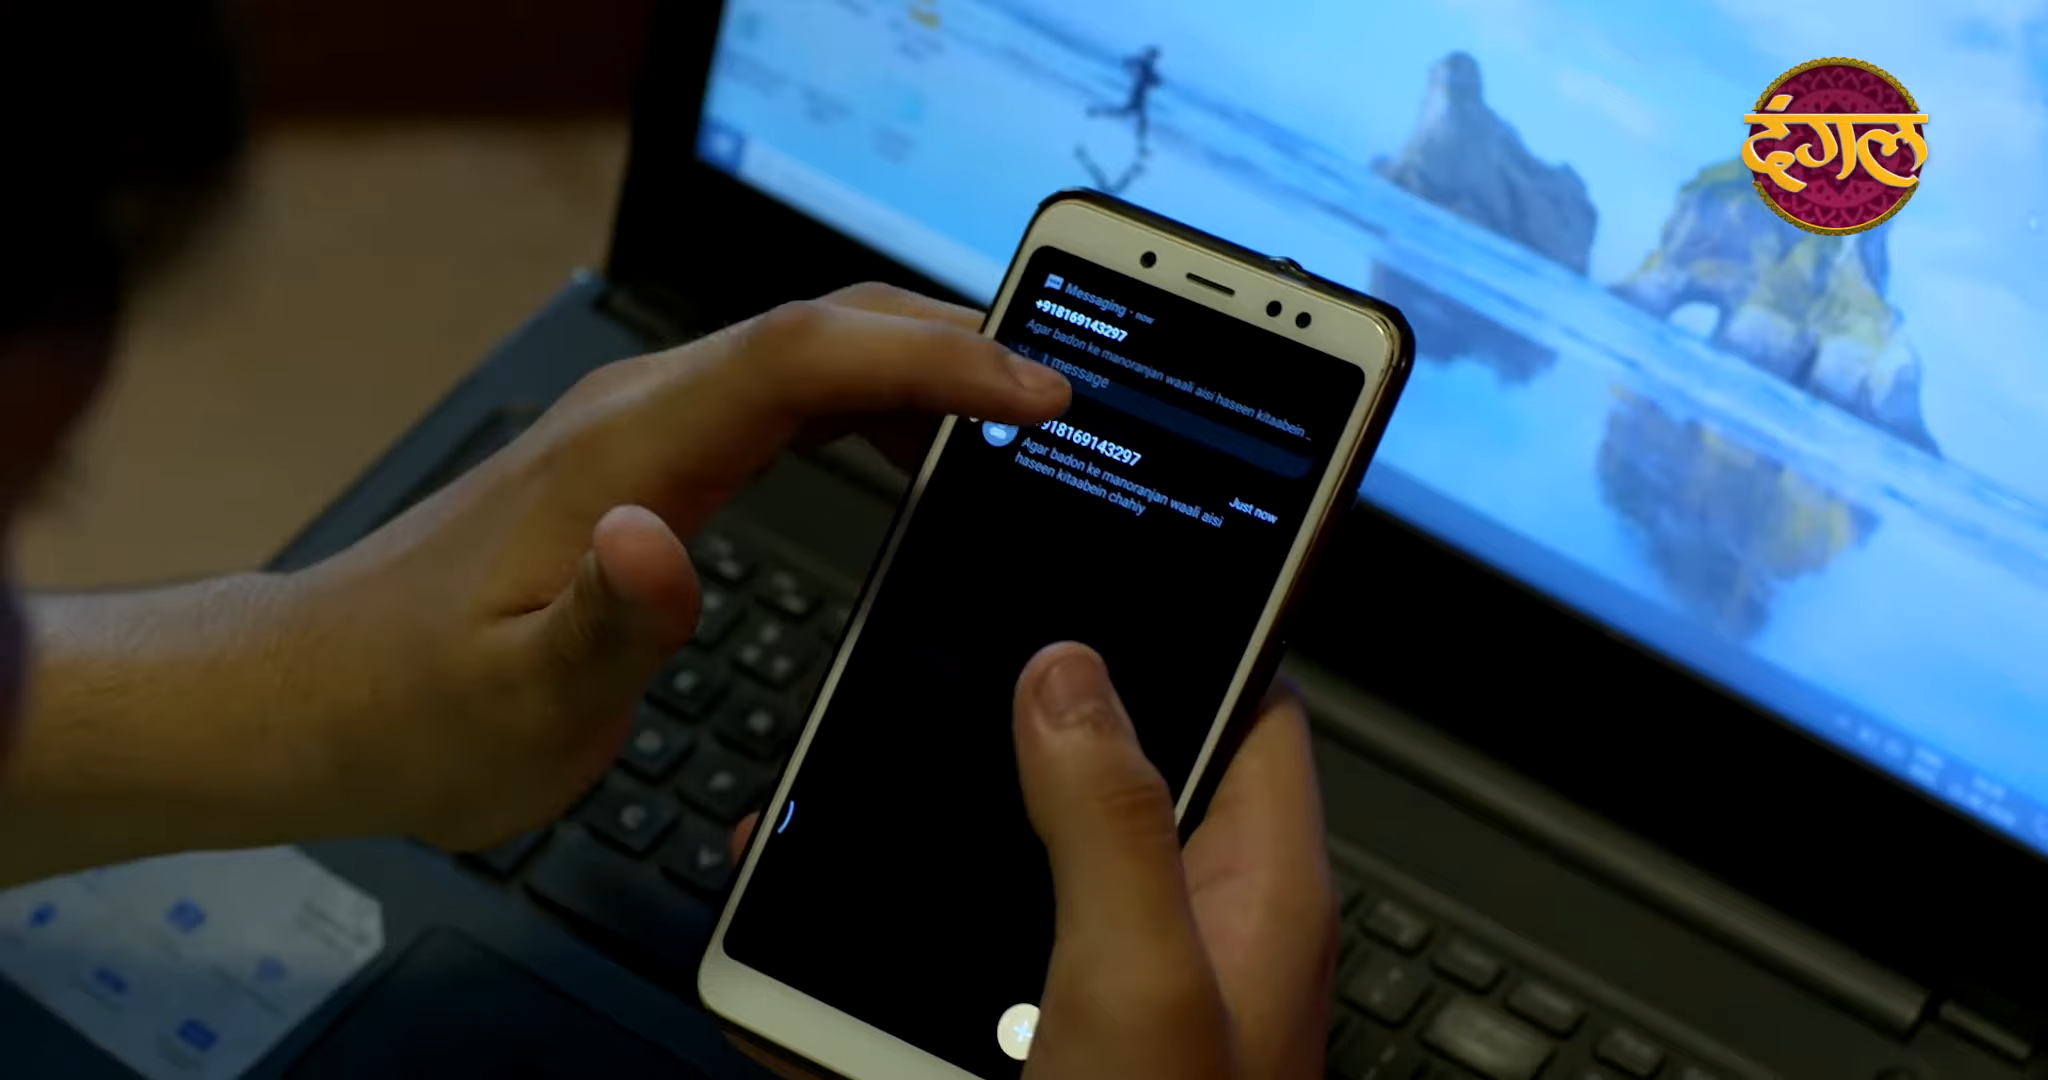 दंगल
Messaging · now
+918169143297
Agar badon ke manoranjan waali aisi haseen kitaabein
message
918169143297
Agar badon ke manoranjan waali aisi
haseen kitaabein chahiy
Just now